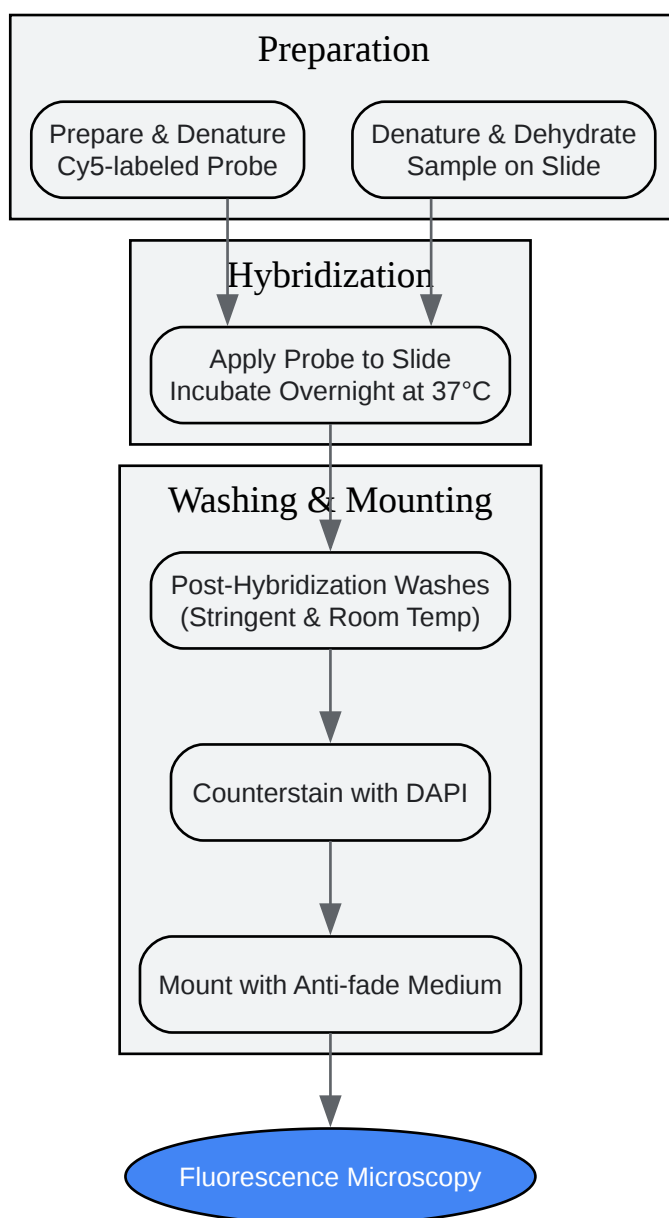 Preparation
Prepare & Denature
Cy5-labeled Probe
Denature & Dehydrate
Sample on Slide
Hybridization
Apply Probe to Slide
Incubate Overnight at 37°C
Washing & Mounting
Post-Hybridization Washes
(Stringent & Room Temp)
Counterstain with DAPI
Mount with Anti-fade Medium
Fluorescence Microscopy